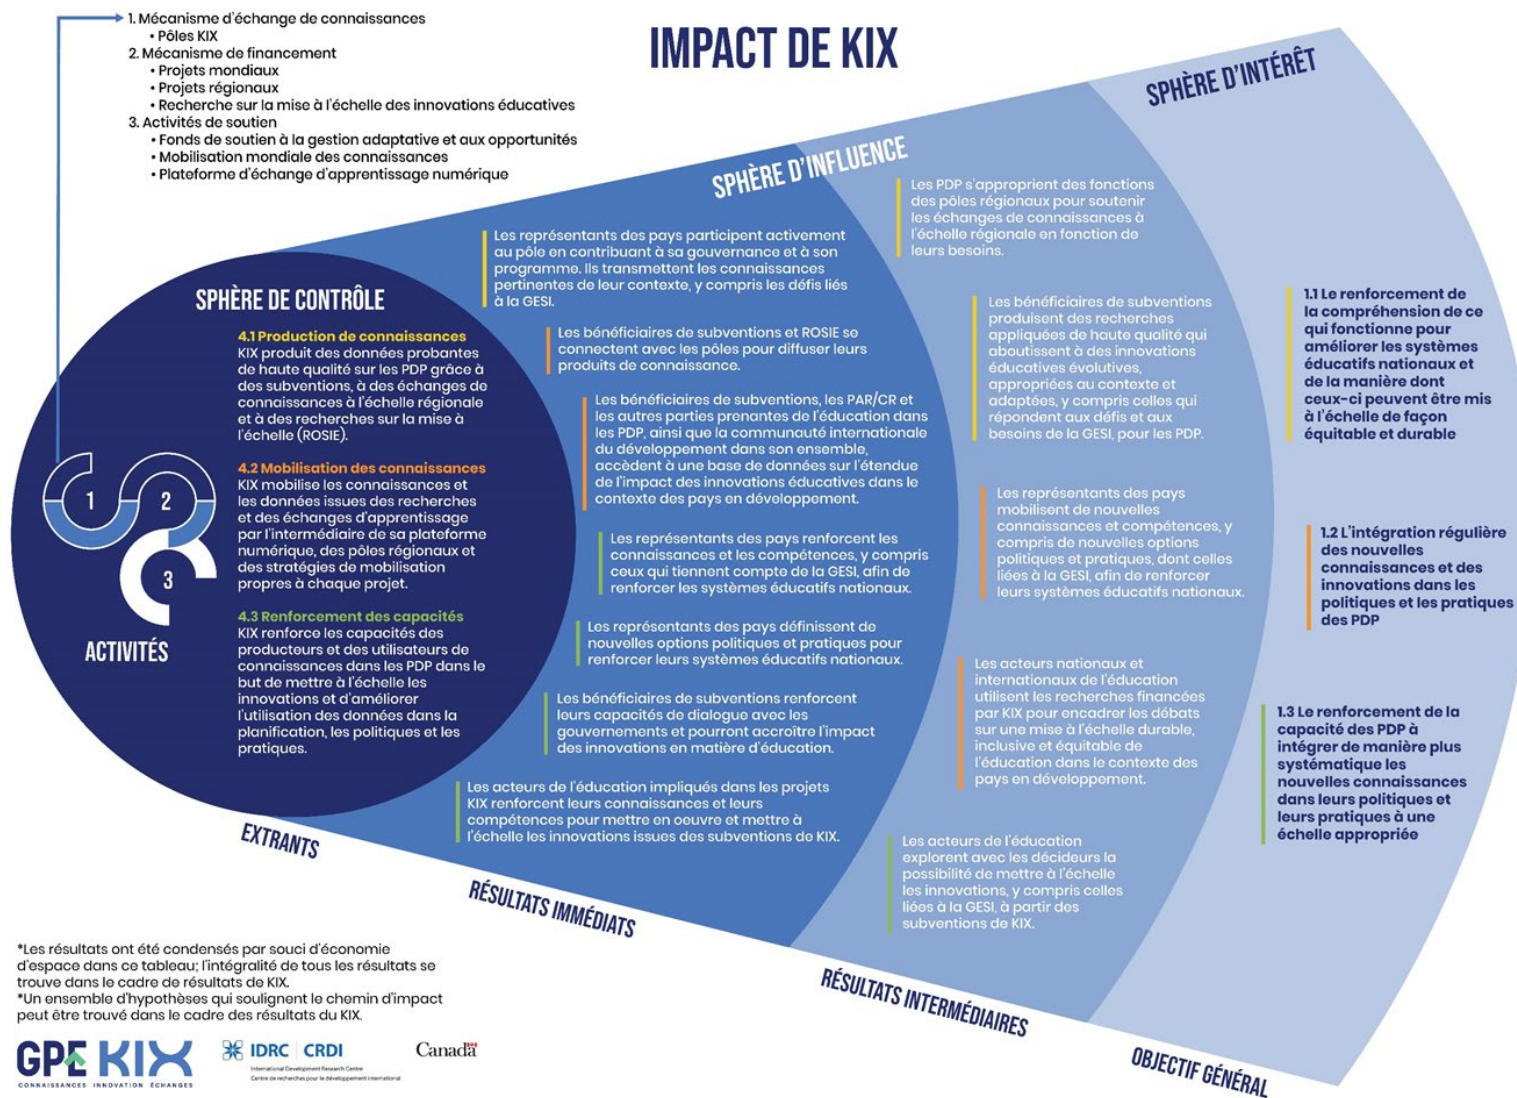 1. Mécanisme d'échange de connaissances
• Pôles KIX
2. Mécanisme de financement
• Projets mondiaux
• Projets régionaux
• Recherche sur la mise à l'échelle des innovations éducatives
3. Activités de soutien
• Fonds de soutien à la gestion adaptative et aux opportunités
• Mobilisation mondiale des connaissances
• Plateforme d'échange d'apprentissage numérique
IMPACT DE KIX
SPHÈRE DE CONTRÔLE
4.1 Production de connaissances
KIX produit des données probantes
de haute qualité sur les PDP grâce à
des subventions, à des échanges de
connaissances à l'échelle régionale
et à des recherches sur la mise à
l'échelle (ROSIE).
4.2 Mobilisation des connaissances
KIX mobilise les connaissances et
les données issues des recherches
et des échanges d'apprentissage
par l'intermédiaire de sa plateforme
numérique, des pôles régionaux et
des stratégies de mobilisation
propres à chaque projet.
4.3 Renforcement des capacités
KIX renforce les capacités des
producteurs et des utilisateurs de
connaissances dans les PDP dans le
but de mettre à l'échelle les
innovations et d'améliorer
l'utilisation des données dans la
planification, les politiques et les
pratiques.
1
2
3
ACTIVITÉS
EXTRANTS
SPHÈRE D'INFLUENCE
Les représentants des pays participent activement
au pôle en contribuant à sa gouvernance et à son
programme. Ils transmettent les connaissances
pertinentes de leur contexte, y compris les défis liés
à la GESI.
Les bénéficiaires de subventions et ROSIE se
connectent avec les pôles pour diffuser leurs
produits de connaissance.
Les bénéficiaires de subventions, les PAR/CR et
les autres parties prenantes de l'éducation dans
les PDP, ainsi que la communauté internationale
du développement dans son ensemble,
accèdent à une base de données sur l'étendue
de l'impact des innovations éducatives dans le
contexte des pays en développement.
Les représentants des pays renforcent les
connaissances et les compétences, y compris
ceux qui tiennent compte de la GESI, afin de
renforcer les systèmes éducatifs nationaux.
Les représentants des pays définissent de
nouvelles options politiques et pratiques pour
renforcer leurs systèmes éducatifs nationaux.
Les bénéficiaires de subventions renforcent
leurs capacités de dialogue avec les
gouvernements et pourront accroître l'impact
des innovations en matière d'éducation.
Les acteurs de l'éducation impliqués dans les projets
KIX renforcent leurs connaissances et leurs
compétences pour mettre en oeuvre et mettre à
l'échelle les innovations issues des subventions de KIX.
RÉSULTATS IMMÉDIATS
Les PDP s'approprient des fonctions
des pôles régionaux pour soutenir
les échanges de connaissances à
l'échelle régionale en fonction de
leurs besoins.
Les bénéficiaires de subventions
produisent des recherches
appliquées de haute qualité qui
aboutissent à des innovations
éducatives évolutives,
appropriées au contexte et
adaptées, y compris celles qui
répondent aux défis et aux
besoins de la GESI, pour les PDP.
Les représentants des pays
mobilisent de nouvelles
connaissances et compétences, y
compris de nouvelles options
politiques et pratiques, dont celles
liées à la GESI, afin de renforcer
leurs systèmes éducatifs nationaux.
Les acteurs nationaux et
internationaux de l'éducation
utilisent les recherches financées
par KIX pour encadrer les débats
sur une mise à l'échelle durable,
inclusive et équitable de
l'éducation dans le contexte des
pays en développement.
Les acteurs de l'éducation
explorent avec les décideurs la
possibilité de mettre à l'échelle
les innovations, y compris celles
liées à la GESI, à partir des
subventions de KIX.
RÉSULTATS INTERMÉDIAIRES
SPHÈRE D'INTÉRÊT
1.1 Le renforcement de
la compréhension de ce
qui fonctionne pour
améliorer les systèmes
éducatifs nationaux et
de la manière dont
ceux-ci peuvent être mis
à l'échelle de façon
équitable et durable
1.2 L'intégration régulière
des nouvelles
connaissances et des
innovations dans les
politiques et les pratiques
des PDP
1.3 Le renforcement de la
capacité des PDP à
intégrer de manière plus
systématique les
nouvelles connaissances
dans leurs politiques et
leurs pratiques à une
échelle appropriée
OBJECTIF GÉNÉRAL
*Les résultats ont été condensés par souci d'économie
d'espace dans ce tableau; l'intégralité de tous les résultats se
trouve dans le cadre de résultats de KIX.
*Un ensemble d'hypothèses qui soulignent le chemin d'impact
peut être trouvé dans le cadre des résultats du KIX.
GPE KIX
CONNAISSANCES INNOVATION ÉCHANGES
IDRC | CRDI
International Development Research Centre
Centre de recherches pour le développement international
Canada